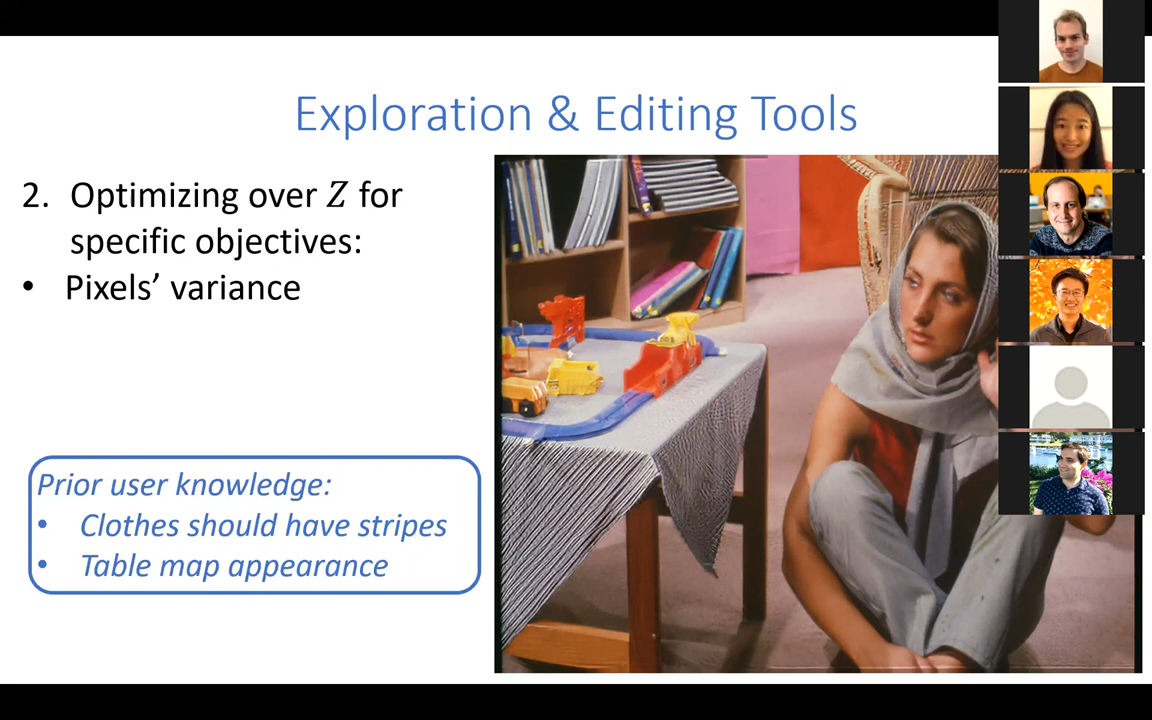 Exploration & Editing Tools
2. Optimizing over Z for
specific objectives:
• Pixels’ variance
Prior user knowledge:
• Clothes should have stripes
• Table map appearance